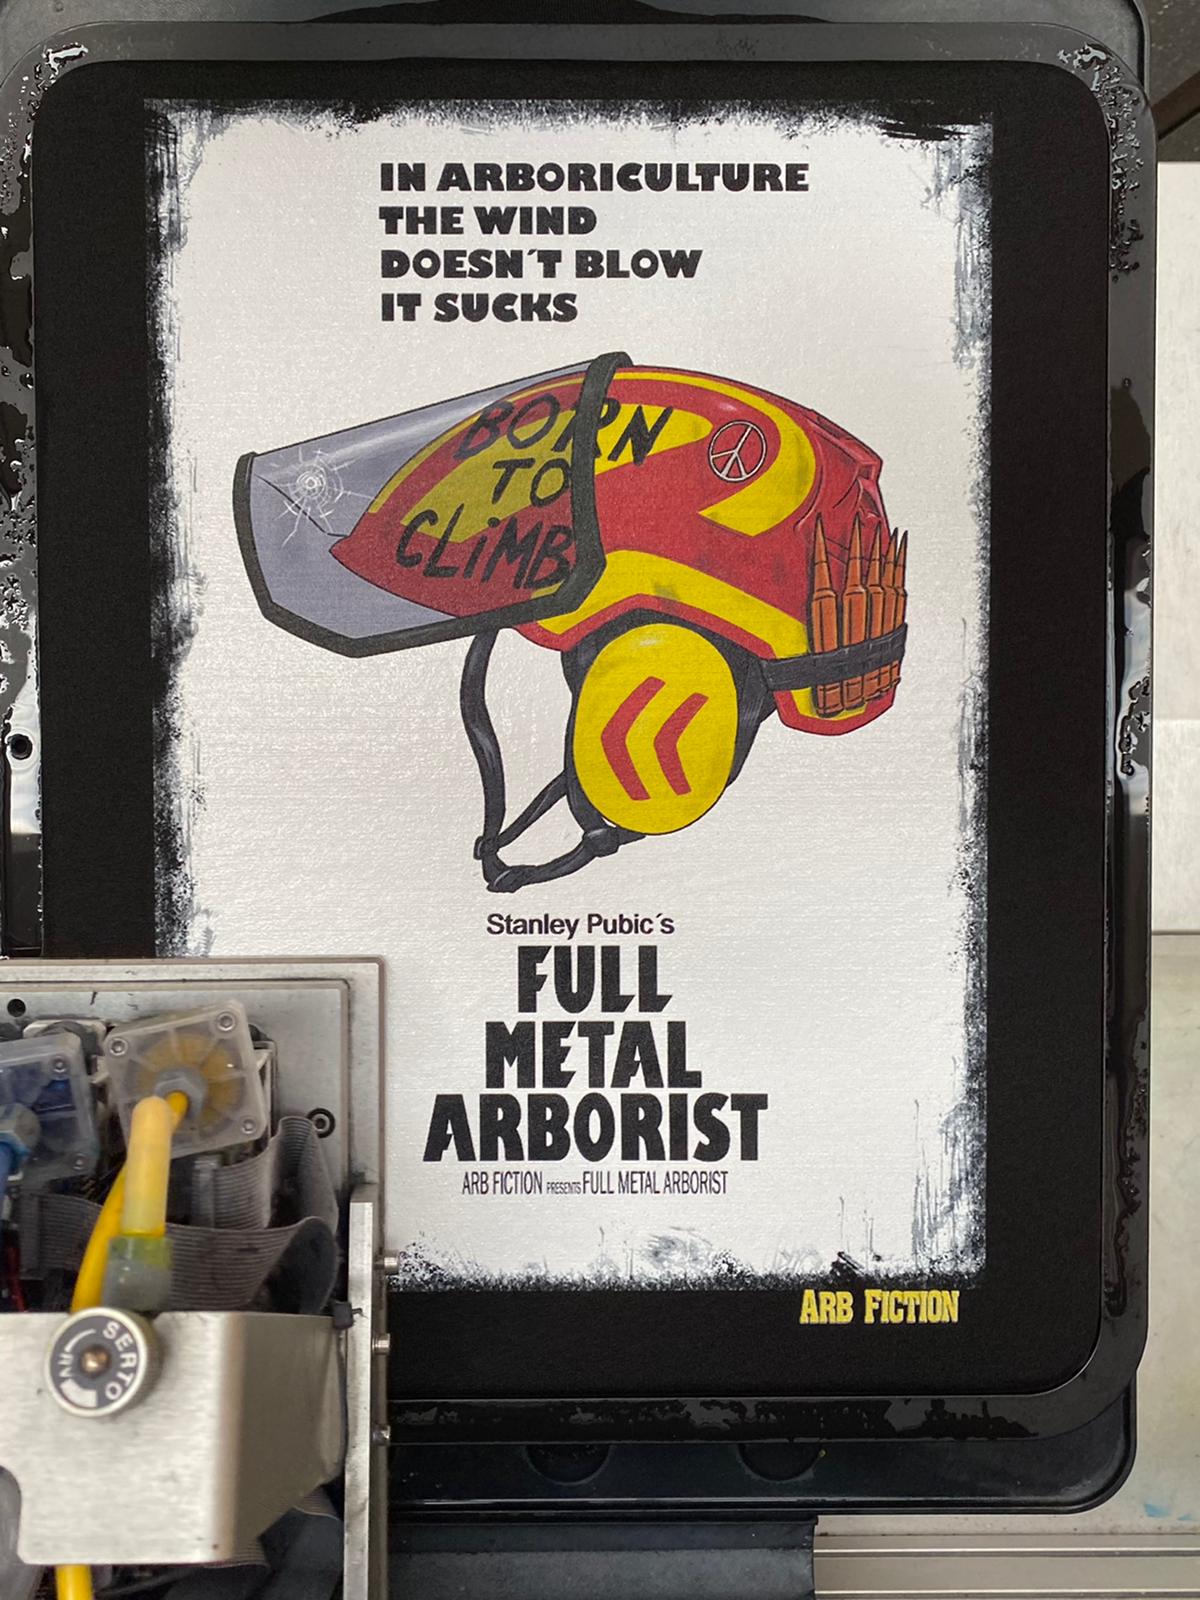 IN ARBORICULTURE
THE WIND
DOESN´T BLOW
IT SUCKS
BORN
TO
CLiMB
Stanley Pubic´s
FULL
METAL
ARBORIST
ARB FICTION PRESENTS FULL METAL ARBORIST
ARB FICTION
SERTO